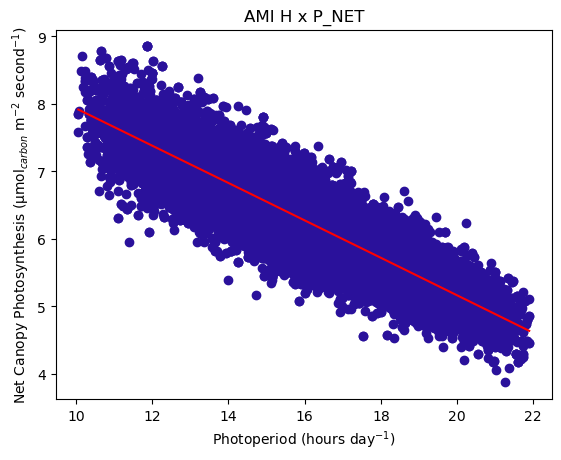 AMI H x P_NET
9
8
7
6
5
4
Net Canopy Photosynthesis (μmol_{carbon} m^{−2} second^{−1})
10 12 14 16 18 20 22
Photoperiod (hours day^{−1})